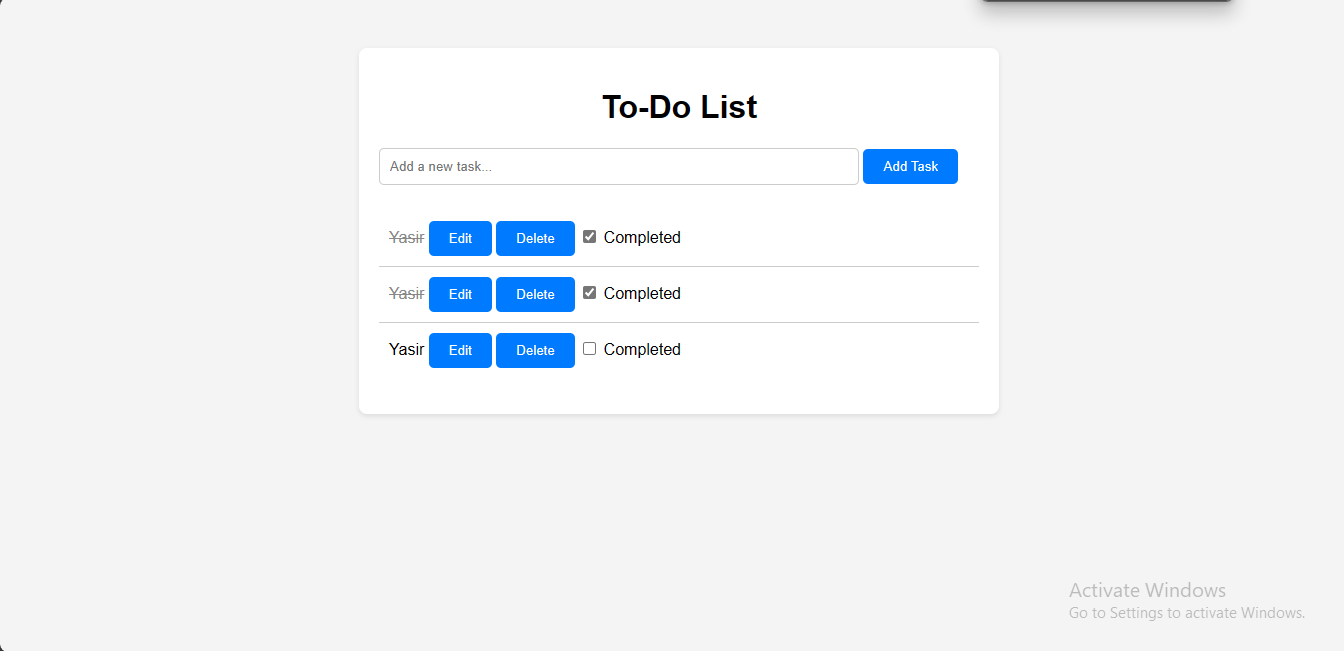 To-Do List
Add a new task...
Add Task
Yasir Edit Delete Completed
Yasir Edit Delete Completed
Yasir Edit Delete Completed
Activate Windows
Go to Settings to activate Windows.